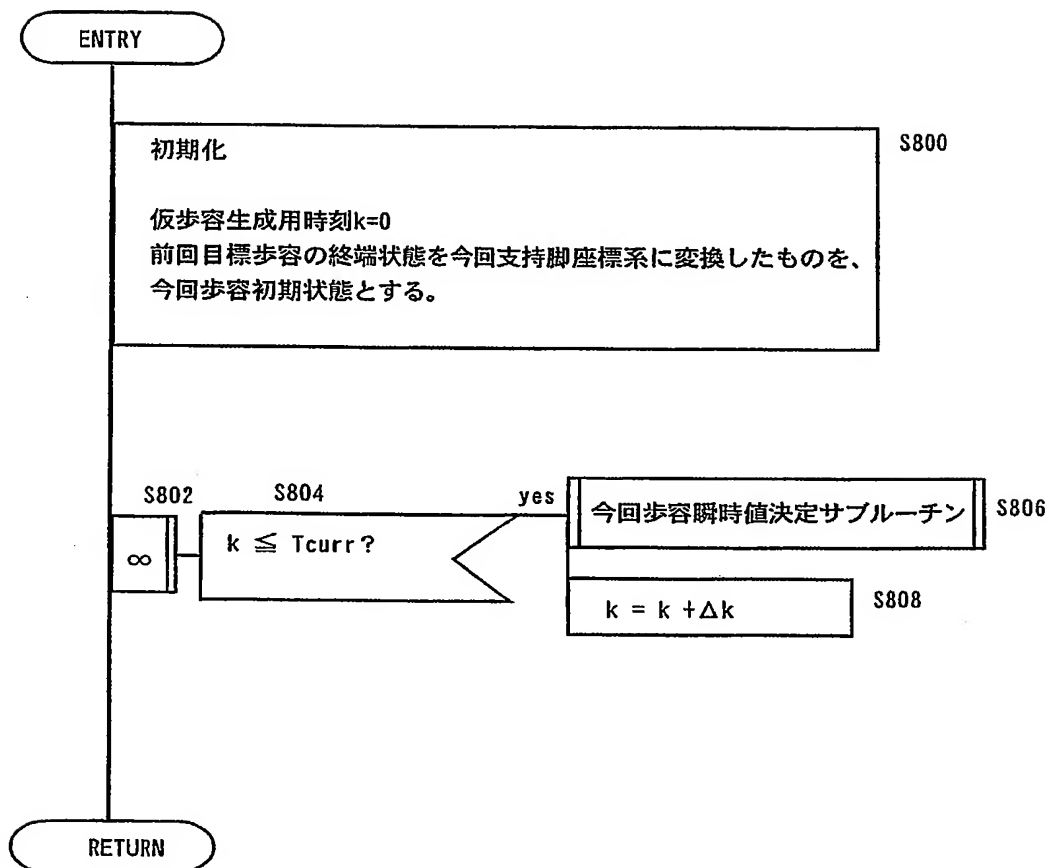 ENTRY
初期化
S800
仮歩容生成用時刻k=0
前回目標歩容の終端状態を今回支持脚座標系に変換したものを、
今回歩容初期状態とする。
S802
S804
yes
今回歩容瞬時値決定サブルーチン
S806
∞
k ≦ Tcurr?
k = k +Δk
S808
RETURN